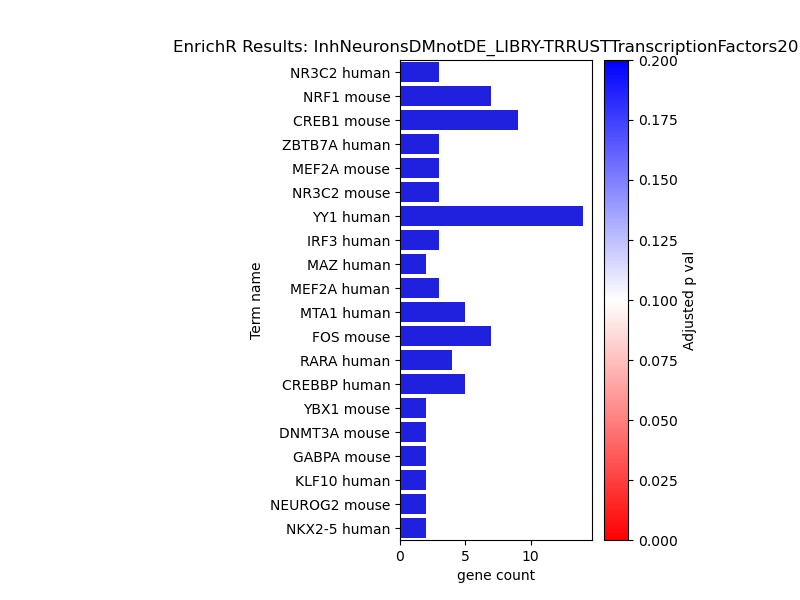 EnrichR Results: InhNeuronsDMnotDE_LIBRY-TRRUSTTranscriptionFactors20
NR3C2 human
NRF1 mouse
CREB1 mouse
ZBTB7A human
MEF2A mouse
NR3C2 mouse
YY1 human
IRF3 human
MAZ human
MEF2A human
MTA1 human
FOS mouse
RARA human
CREBBP human
YBX1 mouse
DNMT3A mouse
GABPA mouse
KLF10 human
NEUROG2 mouse
NKX2-5 human
Term name
0 5 10
gene count
0.200
0.175
0.150
0.125
0.100
0.075
0.050
0.025
0.000
Adjusted p val